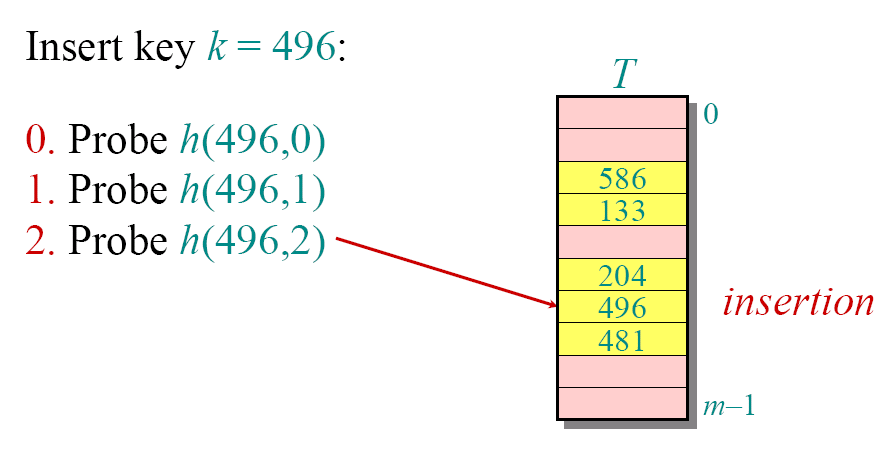 Insert key k = 496:
T
0
0. Probe h(496,0)
1. Probe h(496,1)
586
133
2. Probe h(496,2)
204
496
insertion
481
m–1